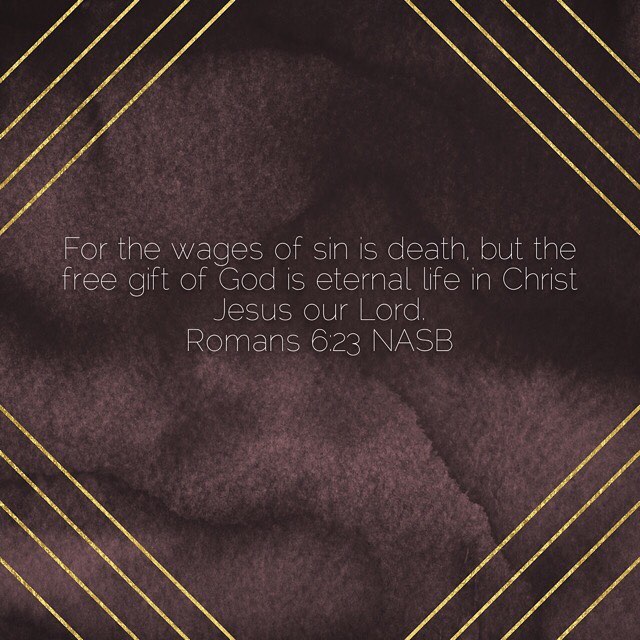 For the wages of sin is death, but the
free gift of God is eternal life in Christ
Jesus our Lord.
Romans 6:23 NASB